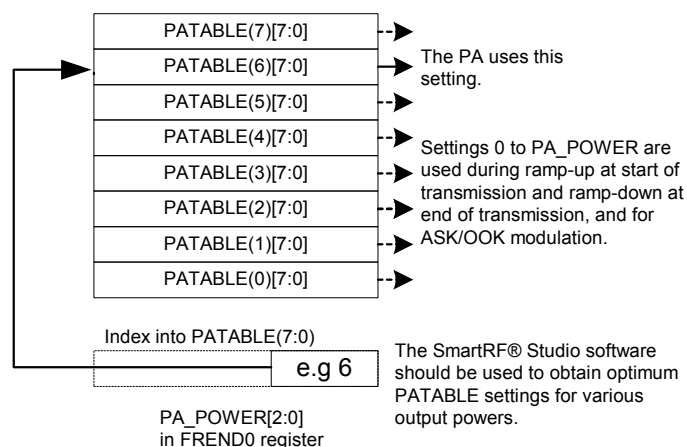 PATABLE(7)[7:0]
PATABLE(6)[7:0]
The PA uses this
setting.
PATABLE(5)[7:0]
PATABLE(4)[7:0]
PATABLE(3)[7:0]
PATABLE(2)[7:0]
PATABLE(1)[7:0]
PATABLE(0)[7:0]
Settings 0 to PA_POWER are
used during ramp-up at start of
transmission and ramp-down at
end of transmission, and for
ASK/OOK modulation.
Index into PATABLE(7:0)
e.g 6
PA_POWER[2:0]
in FREND0 register
The SmartRF® Studio software
should be used to obtain optimum
PATABLE settings for various
output powers.